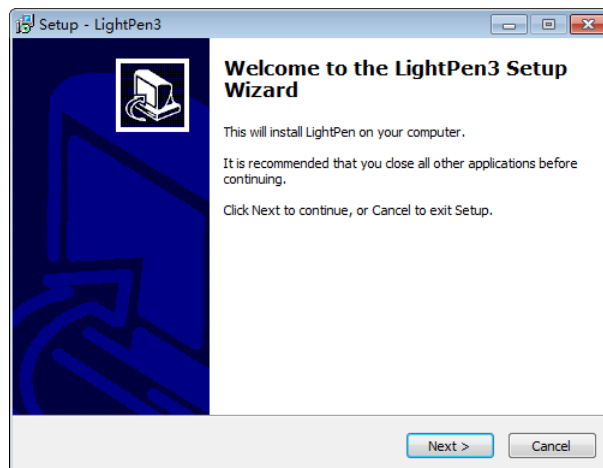 Setup - LightPen3
Welcome to the LightPen3 Setup
Wizard
This will install LightPen on your computer.
It is recommended that you close all other applications before
continuing.
Click Next to continue, or Cancel to exit Setup.
Next >
Cancel